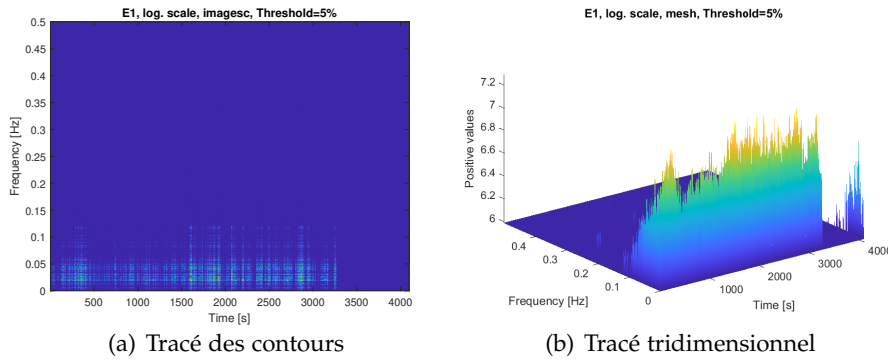 E1, log. scale, imagesc, Threshold=5%
0.5
0.45
0.4
0.35
0.3
0.25
0.2
0.15
0.1
0.05
0
Frequency [Hz]
500 1000 1500 2000 2500 3000 3500 4000
Time [s]
(a) Tracé des contours
E1, log. scale, mesh, Threshold=5%
7.2
7
6.8
6.6
6.4
6.2
6
Positive values
0.4 0.3 0.2 0.1 0
Frequency [Hz]
1000 2000 3000 4000
Time [s]
(b) Tracé tridimensionnel